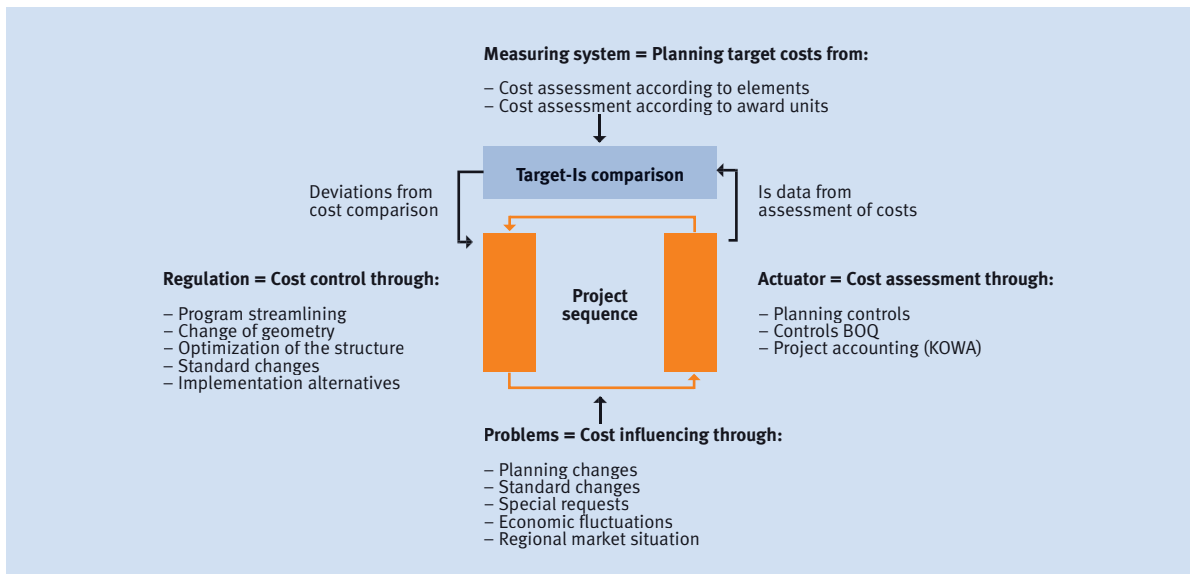 Measuring system = Planning target costs from:
– Cost assessment according to elements
– Cost assessment according to award units
Target-Is comparison
Deviations from
cost comparison
Is data from
assessment of costs
Regulation = Cost control through:
– Program streamlining
– Change of geometry
– Optimization of the structure
– Standard changes
– Implementation alternatives
Project
sequence
Actuator = Cost assessment through:
– Planning controls
– Controls BOQ
– Project accounting (KOWA)
Problems = Cost influencing through:
– Planning changes
– Standard changes
– Special requests
– Economic fluctuations
– Regional market situation